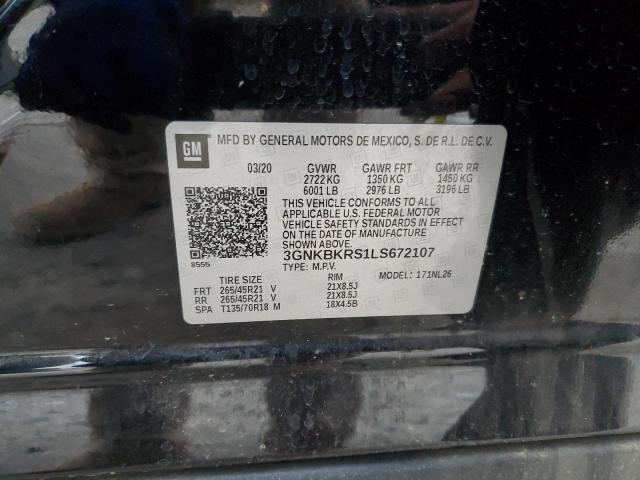 GM
MFD BY GENERAL MOTORS DE MEXICO, S. DE R.L. DE C.V.
03/20 GVWR GAWR FRT GAWR RR
2722 KG 1350 KG 1450 KG
6001 LB 2976 LB 3196 LB
THIS VEHICLE CONFORMS TO ALL
APPLICABLE U.S. FEDERAL MOTOR
VEHICLE SAFETY STANDARDS IN EFFECT
ON THE DATE OF MANUFACTURE
SHOWN ABOVE.
3GNKBKRS1LS672107
8555 TYPE: M.P.V. MODEL: 171NL26
TIRE SIZE RIM
FRT 265/45R21 V 21X8.5J
RR 265/45R21 V 21X8.5J
SPA T135/70R18 M 18X4.5B